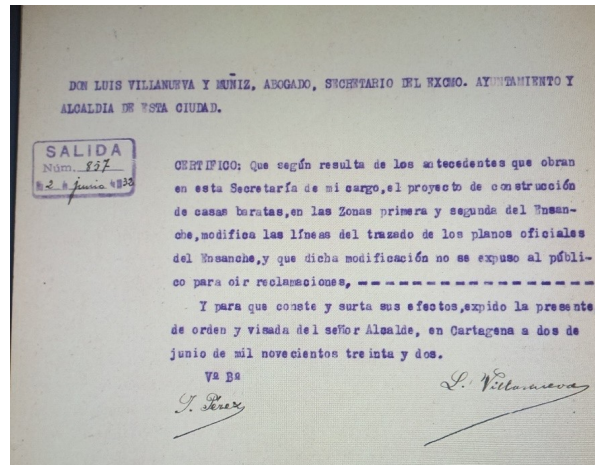 DON LUIS VILLANUEVA Y MUÑIZ, ABOGADO, SECRETARIO DEL EXCMO. AYUNTAMIENTO Y
ALCALDIA DE ESTA CIUDAD.
SALIDA
Núm. 837
2 de junio 1932
CERTIFICO: Que según resulta de los antecedentes que obran
en esta Secretaría de mi cargo,el proyecto de construcción
de casas baratas,en las Zonas primera y segunda del Ensan-
che,modifica las líneas del trazado de los planos oficiales
del Ensanche,y que dicha modificación no se expuso al públi-
co para oir reclamaciones,
Y para que conste y surta sus efectos,expido la presente
de orden y visada del señor Alcalde, en Cartagena a dos de
junio de mil novecientos treinta y dos.
Vº Bº
L. Villanueva
J. Pérez